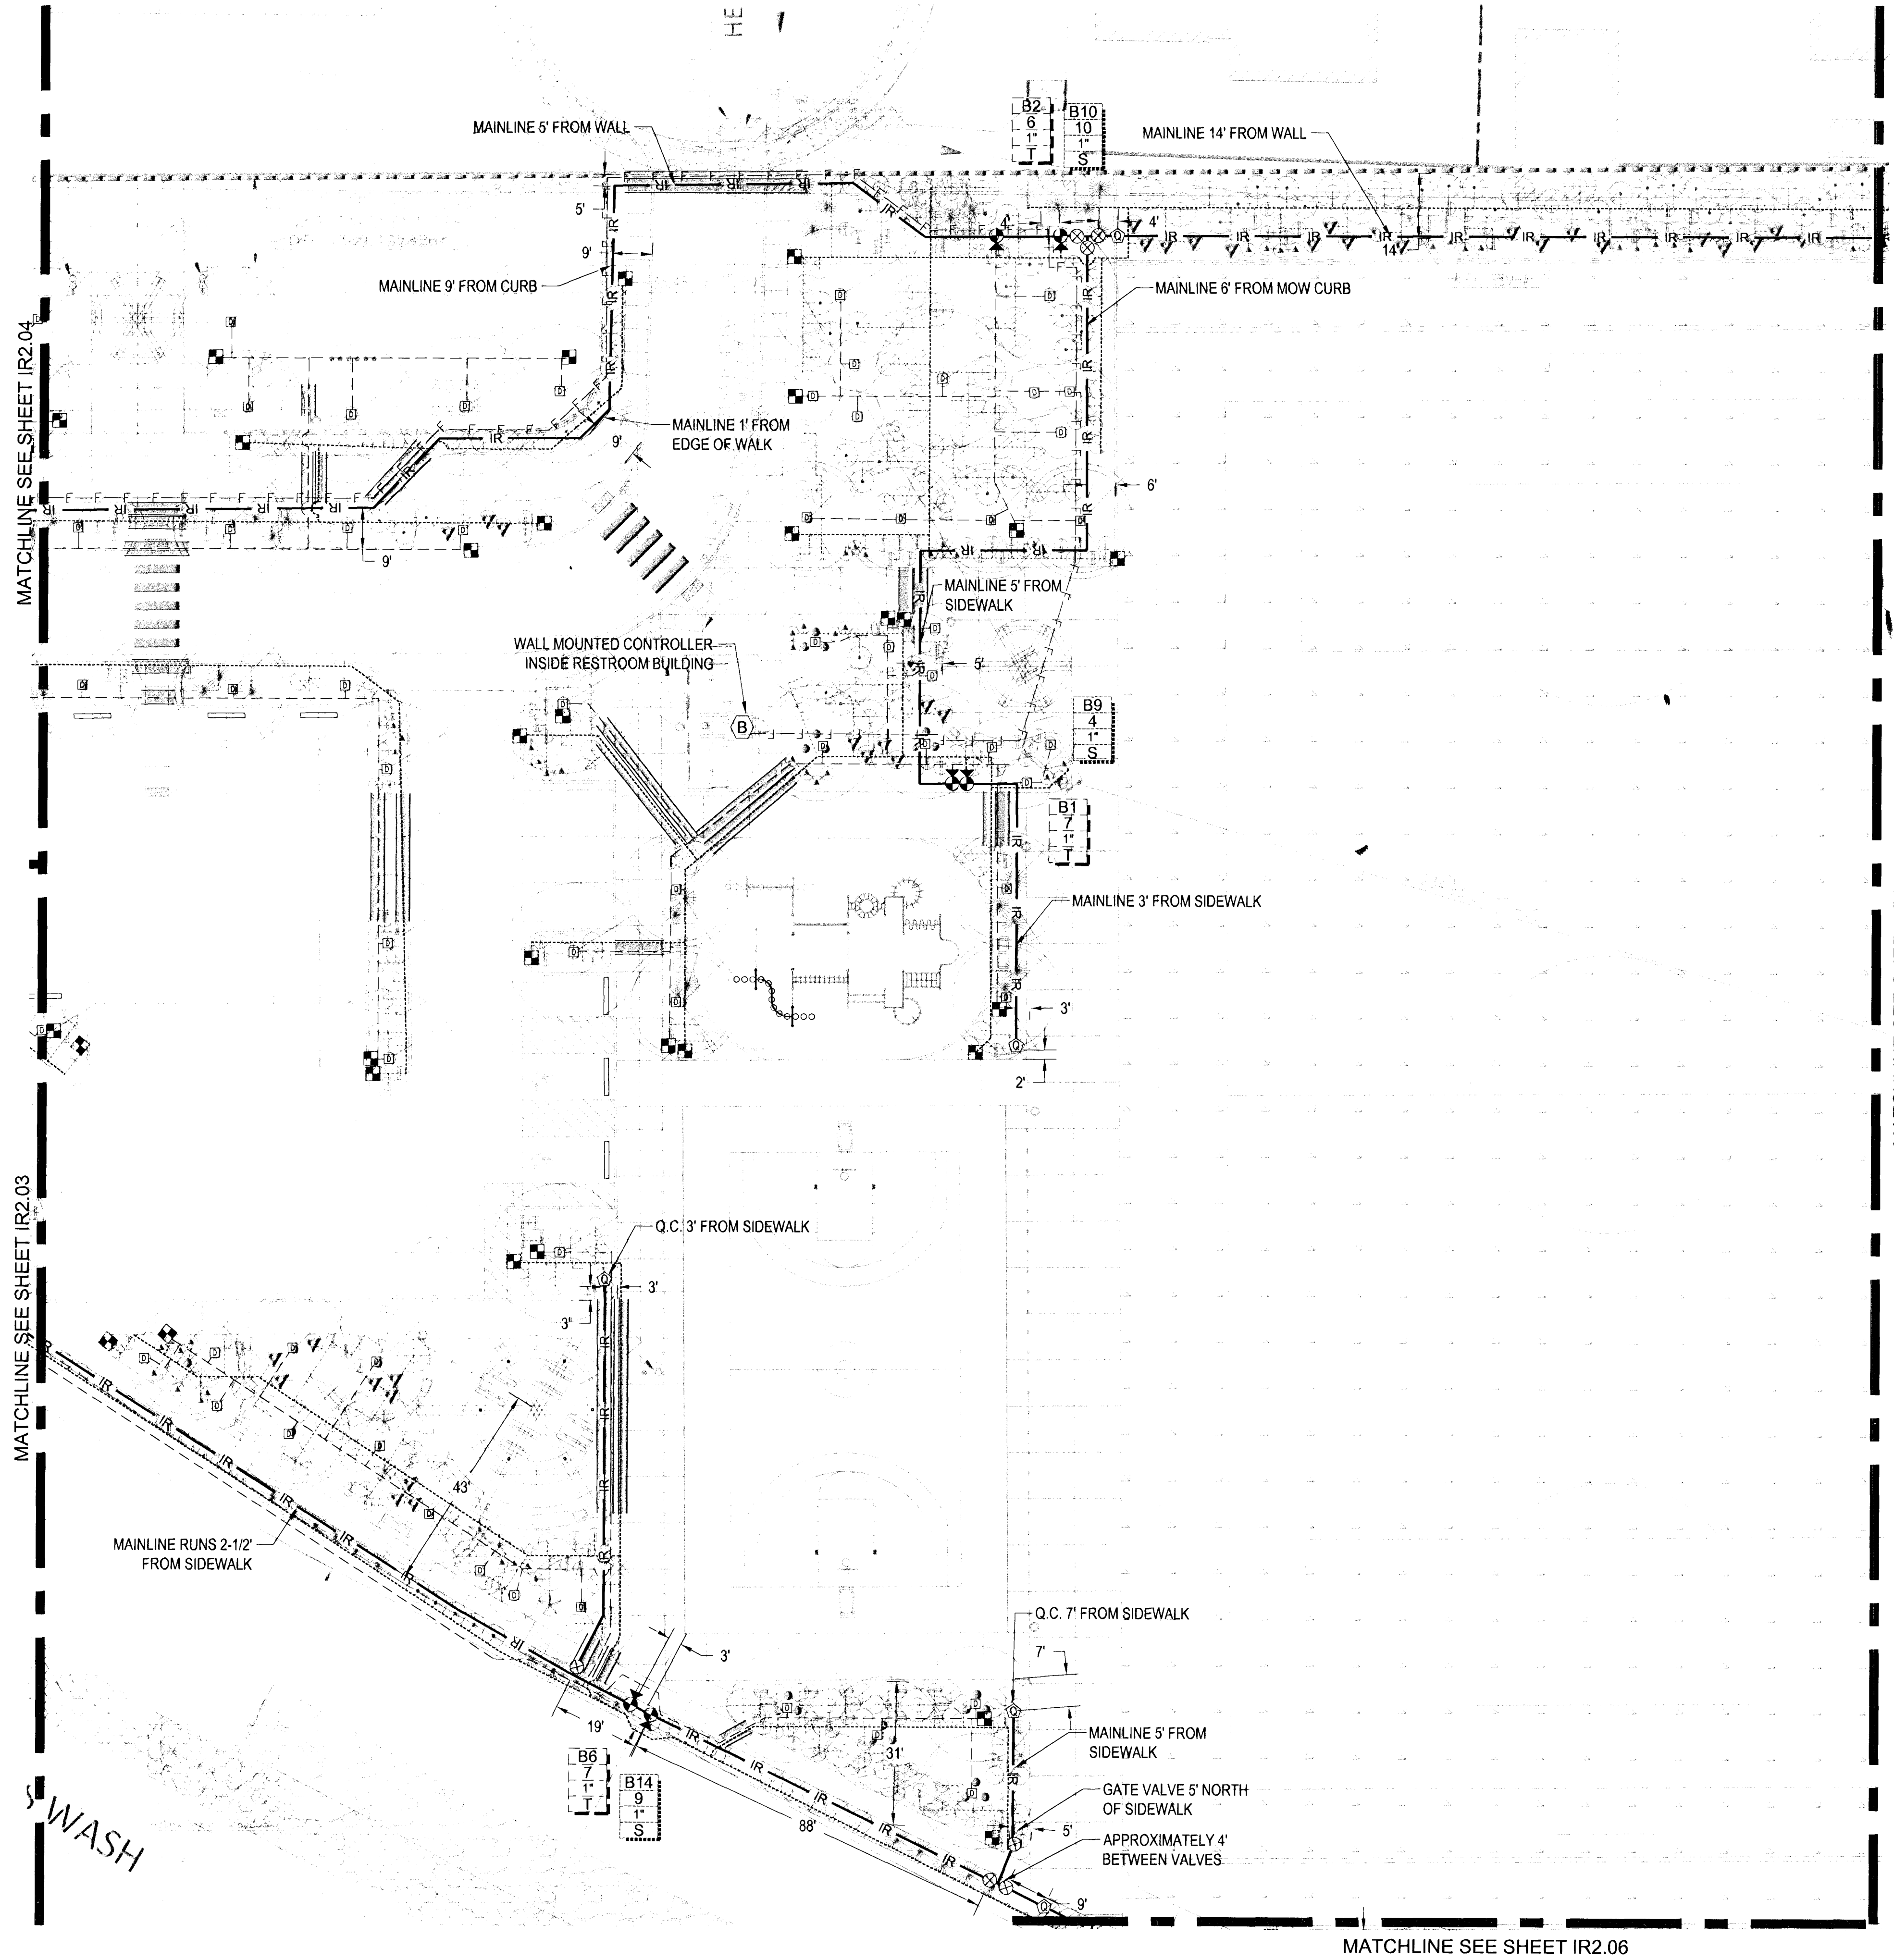 HE
MAINLINE 5' FROM WALL
B2
6
1"
T
B10
10
1"
S
MAINLINE 14' FROM WALL
5'
9'
4'
4'
14'
MAINLINE 9' FROM CURB
MAINLINE 6' FROM MOW CURB
MATCHLINE SEE SHEET IR2.04
MAINLINE 1' FROM
EDGE OF WALK
9'
6'
9'
MAINLINE 5' FROM
SIDEWALK
WALL MOUNTED CONTROLLER
INSIDE RESTROOM BUILDING
5'
B
B9
4
1"
S
B1
7
1"
T
MAINLINE 3' FROM SIDEWALK
3'
2'
MATCHLINE SEE SHEET IR2.03
Q.C. 3' FROM SIDEWALK
3'
3'
43'
MAINLINE RUNS 2-1/2'
FROM SIDEWALK
Q.C. 7' FROM SIDEWALK
7'
3'
19'
31'
MAINLINE 5' FROM
SIDEWALK
B6
7
1"
T
B14
9
1"
S
88'
GATE VALVE 5' NORTH
OF SIDEWALK
5'
APPROXIMATELY 4'
BETWEEN VALVES
9'
WASH
MATCHLINE SEE SHEET IR2.06